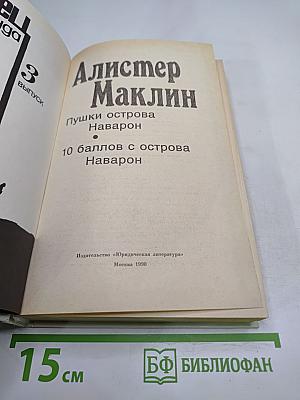 3
ВЫПУСК
Алистер
Маклин
Пушки острова
Наварон
•
10 баллов с острова
Наварон
Издательство «Юридическая литература»
Москва 1990
15 см
БФ БИБЛИОФАН